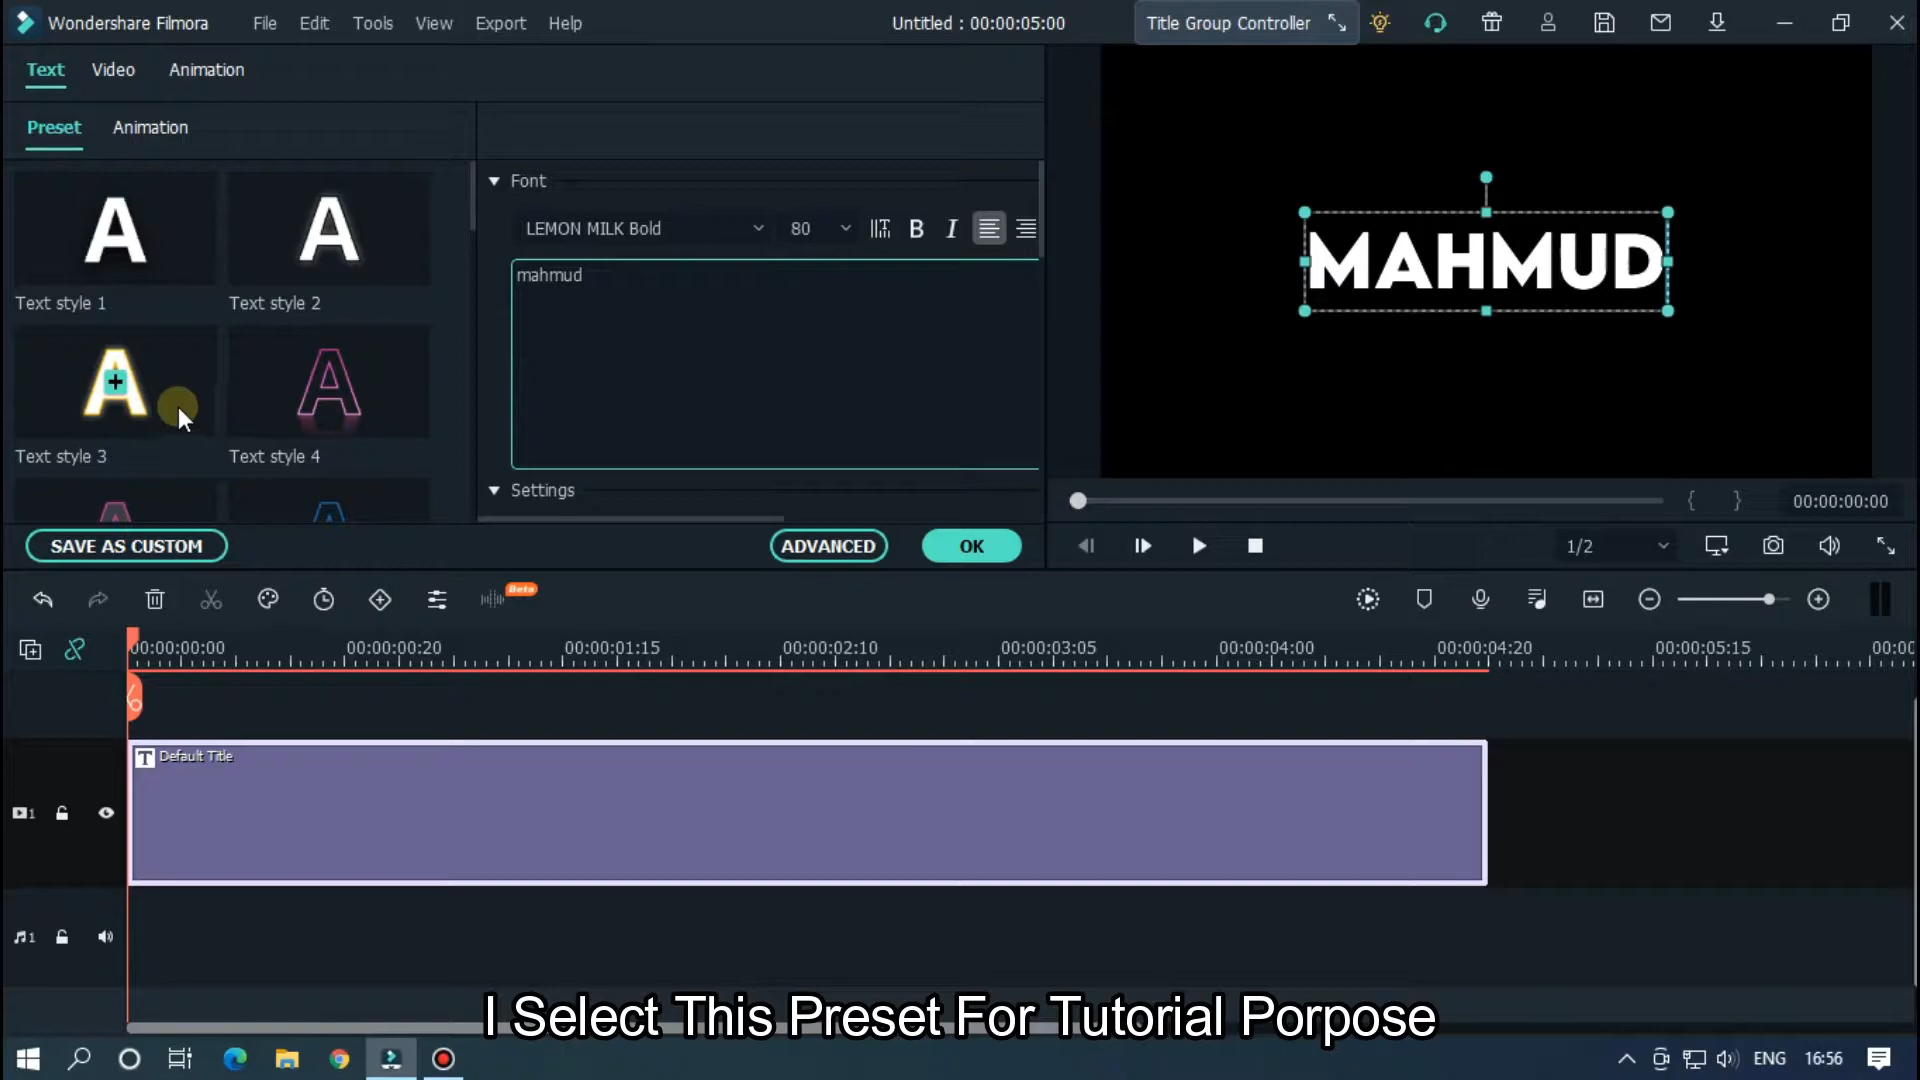 Wondershare Filmora File Edit Tools View Export Help Untitled : 00:00:05:00 Title Group Controller
Text Video Animation
Preset Animation
Font
LEMON MILK Bold 80 B I
mahmud
MAHMUD
A A
Text style 1 Text style 2
A A
Text style 3 Text style 4
Settings
{ } 00:00:00:00
SAVE AS CUSTOM ADVANCED OK
1/2
Beta
00:00:00:00 00:00:00:20 00:00:01:15 00:00:02:10 00:00:03:05 00:00:04:00 00:00:04:20 00:00:05:15 00:00
T Default Title
1
1
I Select This Preset For Tutorial Porpose
ENG 16:56